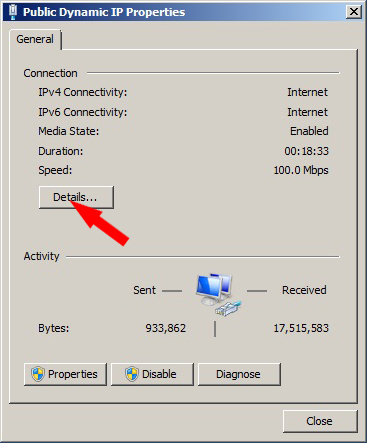 Public Dynamic IP Properties
General
Connection
IPv4 Connectivity: Internet
IPv6 Connectivity: Internet
Media State: Enabled
Duration: 00:18:33
Speed: 100.0 Mbps
Details...
Activity
Sent Received
Bytes: 933,862 17,515,583
Properties Disable Diagnose
Close